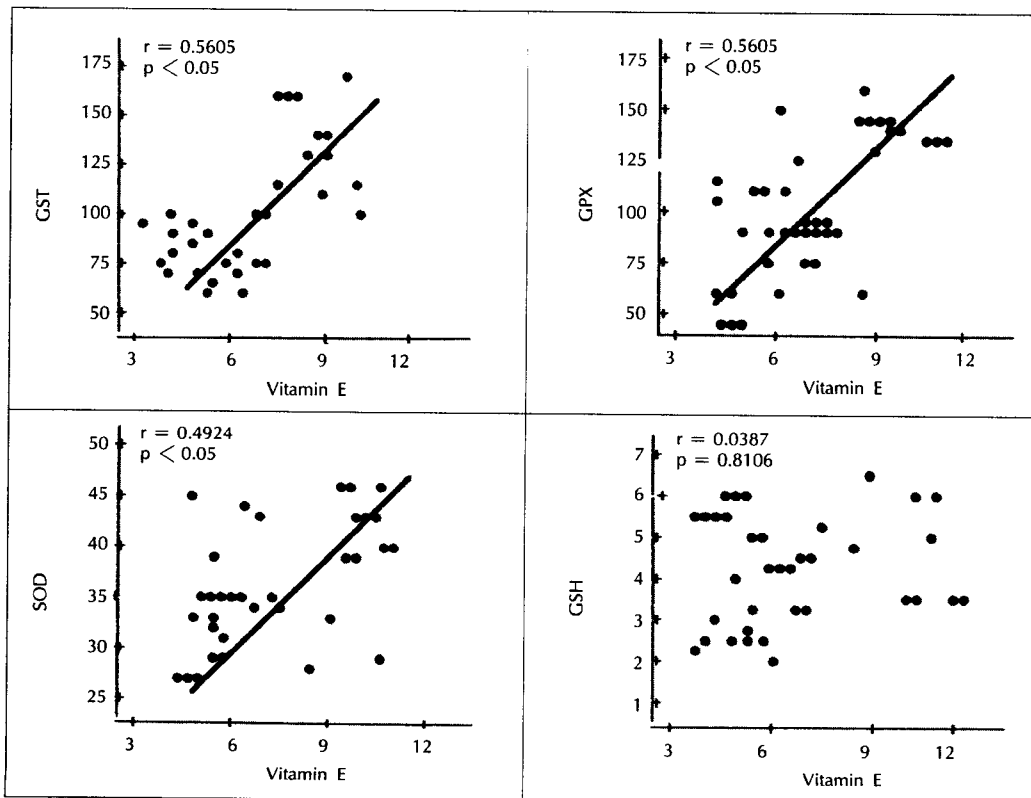 r = 0.5605
p < 0.05
175
150
125
100
75
50
GST
3 6 9 12
Vitamin E
r = 0.5605
p < 0.05
175
150
125
100
75
50
GPX
3 6 9 12
Vitamin E
r = 0.4924
p < 0.05
50
45
40
35
30
25
SOD
3 6 9 12
Vitamin E
r = 0.0387
p = 0.8106
7
6
5
4
3
2
1
GSH
3 6 9 12
Vitamin E